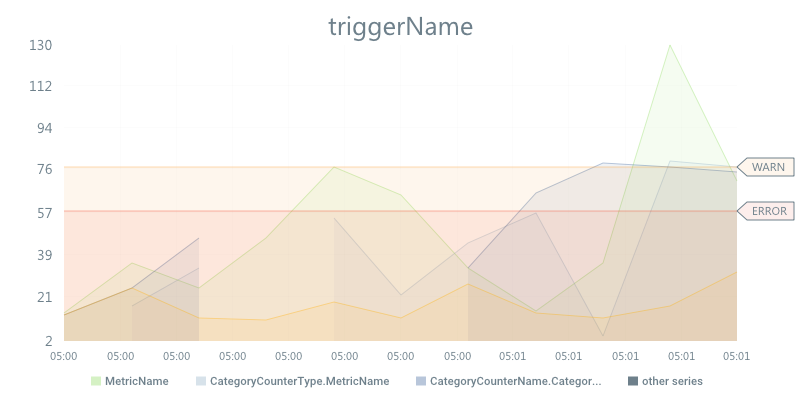 triggerName
130
112
94
76
57
39
21
2
WARN
ERROR
05:00 05:00 05:00 05:00 05:00 05:00 05:00 05:00 05:01 05:01 05:01 05:01 05:01
MetricName CategoryCounterType.MetricName CategoryCounterName.Categor... other series